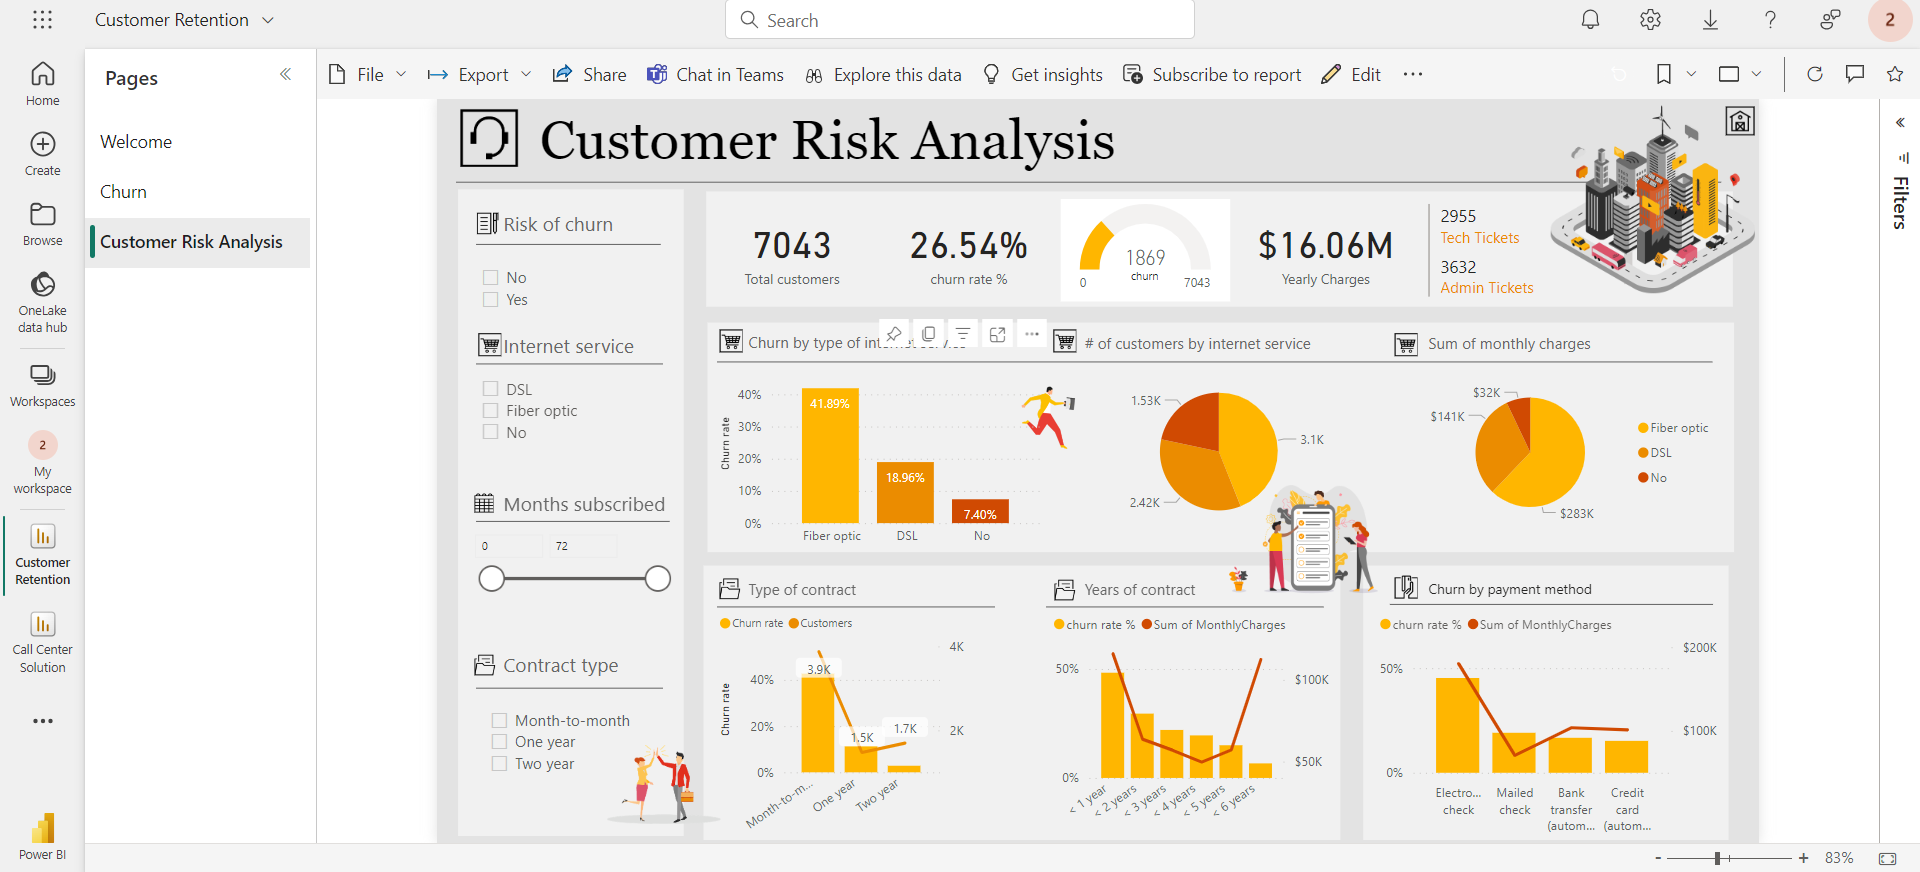 Customer Retention
Search
2
Home
Create
Browse
OneLake
data hub
Workspaces
2
My
workspace
Customer
Retention
Call Center
Solution
Power BI
Pages
Welcome
Churn
Customer Risk Analysis
File
Export
Share
Chat in Teams
Explore this data
Get insights
Subscribe to report
Edit
Filters
Customer Risk Analysis
Risk of churn
No
Yes
Internet service
DSL
Fiber optic
No
Months subscribed
0
72
Contract type
Month-to-month
One year
Two year
7043
Total customers
26.54%
churn rate %
1869
churn
0
7043
$16.06M
Yearly Charges
2955
Tech Tickets
3632
Admin Tickets
Churn by type of
Churn rate
40%
30%
20%
10%
0%
41.89%
18.96%
7.40%
Fiber optic
DSL
No
# of customers by internet service
1.53K
3.1K
2.42K
Sum of monthly charges
$32K
$141K
$283K
Fiber optic
DSL
No
Type of contract
Churn rate
Customers
Churn rate
40%
20%
0%
4K
2K
3.9K
1.5K
1.7K
Month-to-m...
One year
Two year
Years of contract
churn rate %
Sum of MonthlyCharges
50%
0%
$100K
$50K
< 1 year
< 2 years
< 3 years
< 4 years
< 5 years
< 6 years
Churn by payment method
churn rate %
Sum of MonthlyCharges
50%
0%
$200K
$100K
Electro...
check
Mailed
check
Bank
transfer
(autom...
Credit
card
(autom...
- + 83%